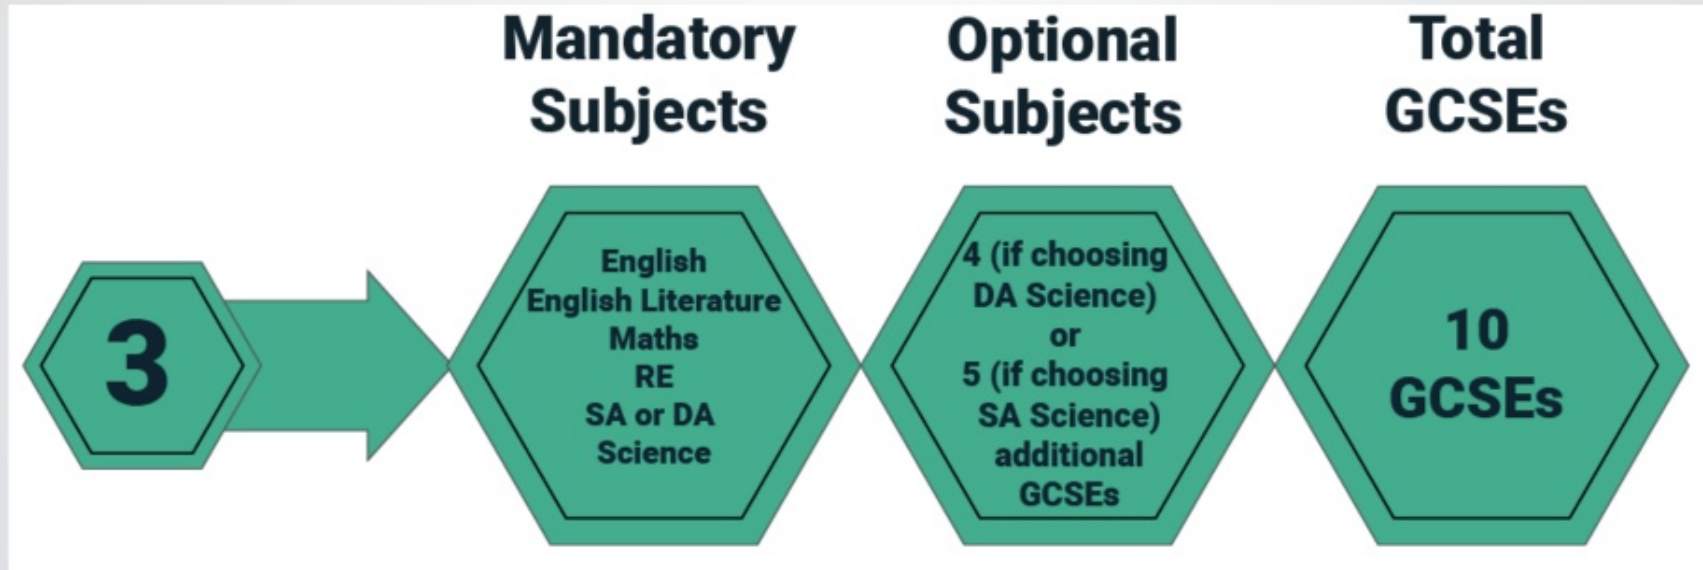 Mandatory
Subjects
Optional
Subjects
Total
GCSEs
3
English
English Literature
Maths
RE
SA or DA
Science
4 (if choosing
DA Science)
or
5 (if choosing
SA Science)
additional
GCSEs
10
GCSEs